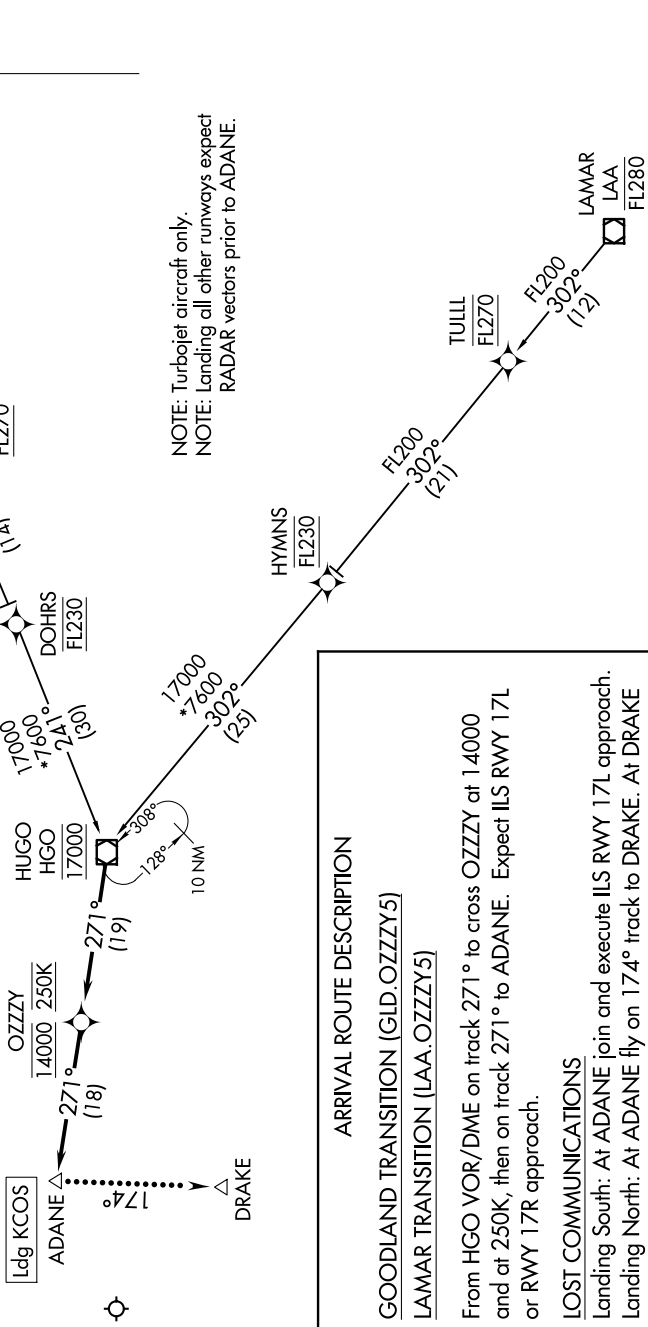 FL270
(14)
DOHRS
FL230
17000
*7600
241°
(30)
HUGO
HGO
17000
OZZZY
14000 250K
271°
(19)
271°
(18)
Ldg KCOS
ADANE
174°
DRAKE
308°
128°
10 NM
17000
*7600
302°
(25)
HYMNS
FL230
FL200
302°
(21)
TULLL
FL270
FL200
302°
(12)
LAMAR
LAA
FL280
NOTE: Turbojet aircraft only.
NOTE: Landing all other runways expect
RADAR vectors prior to ADANE.
ARRIVAL ROUTE DESCRIPTION
GOODLAND TRANSITION (GLD.OZZZY5)
LAMAR TRANSITION (LAA.OZZZY5)
From HGO VOR/DME on track 271° to cross OZZZY at 14000
and at 250K, then on track 271° to ADANE. Expect ILS RWY 17L
or RWY 17R approach.
LOST COMMUNICATIONS
Landing South: At ADANE join and execute ILS RWY 17L approach.
Landing North: At ADANE fly on 174° track to DRAKE. At DRAKE